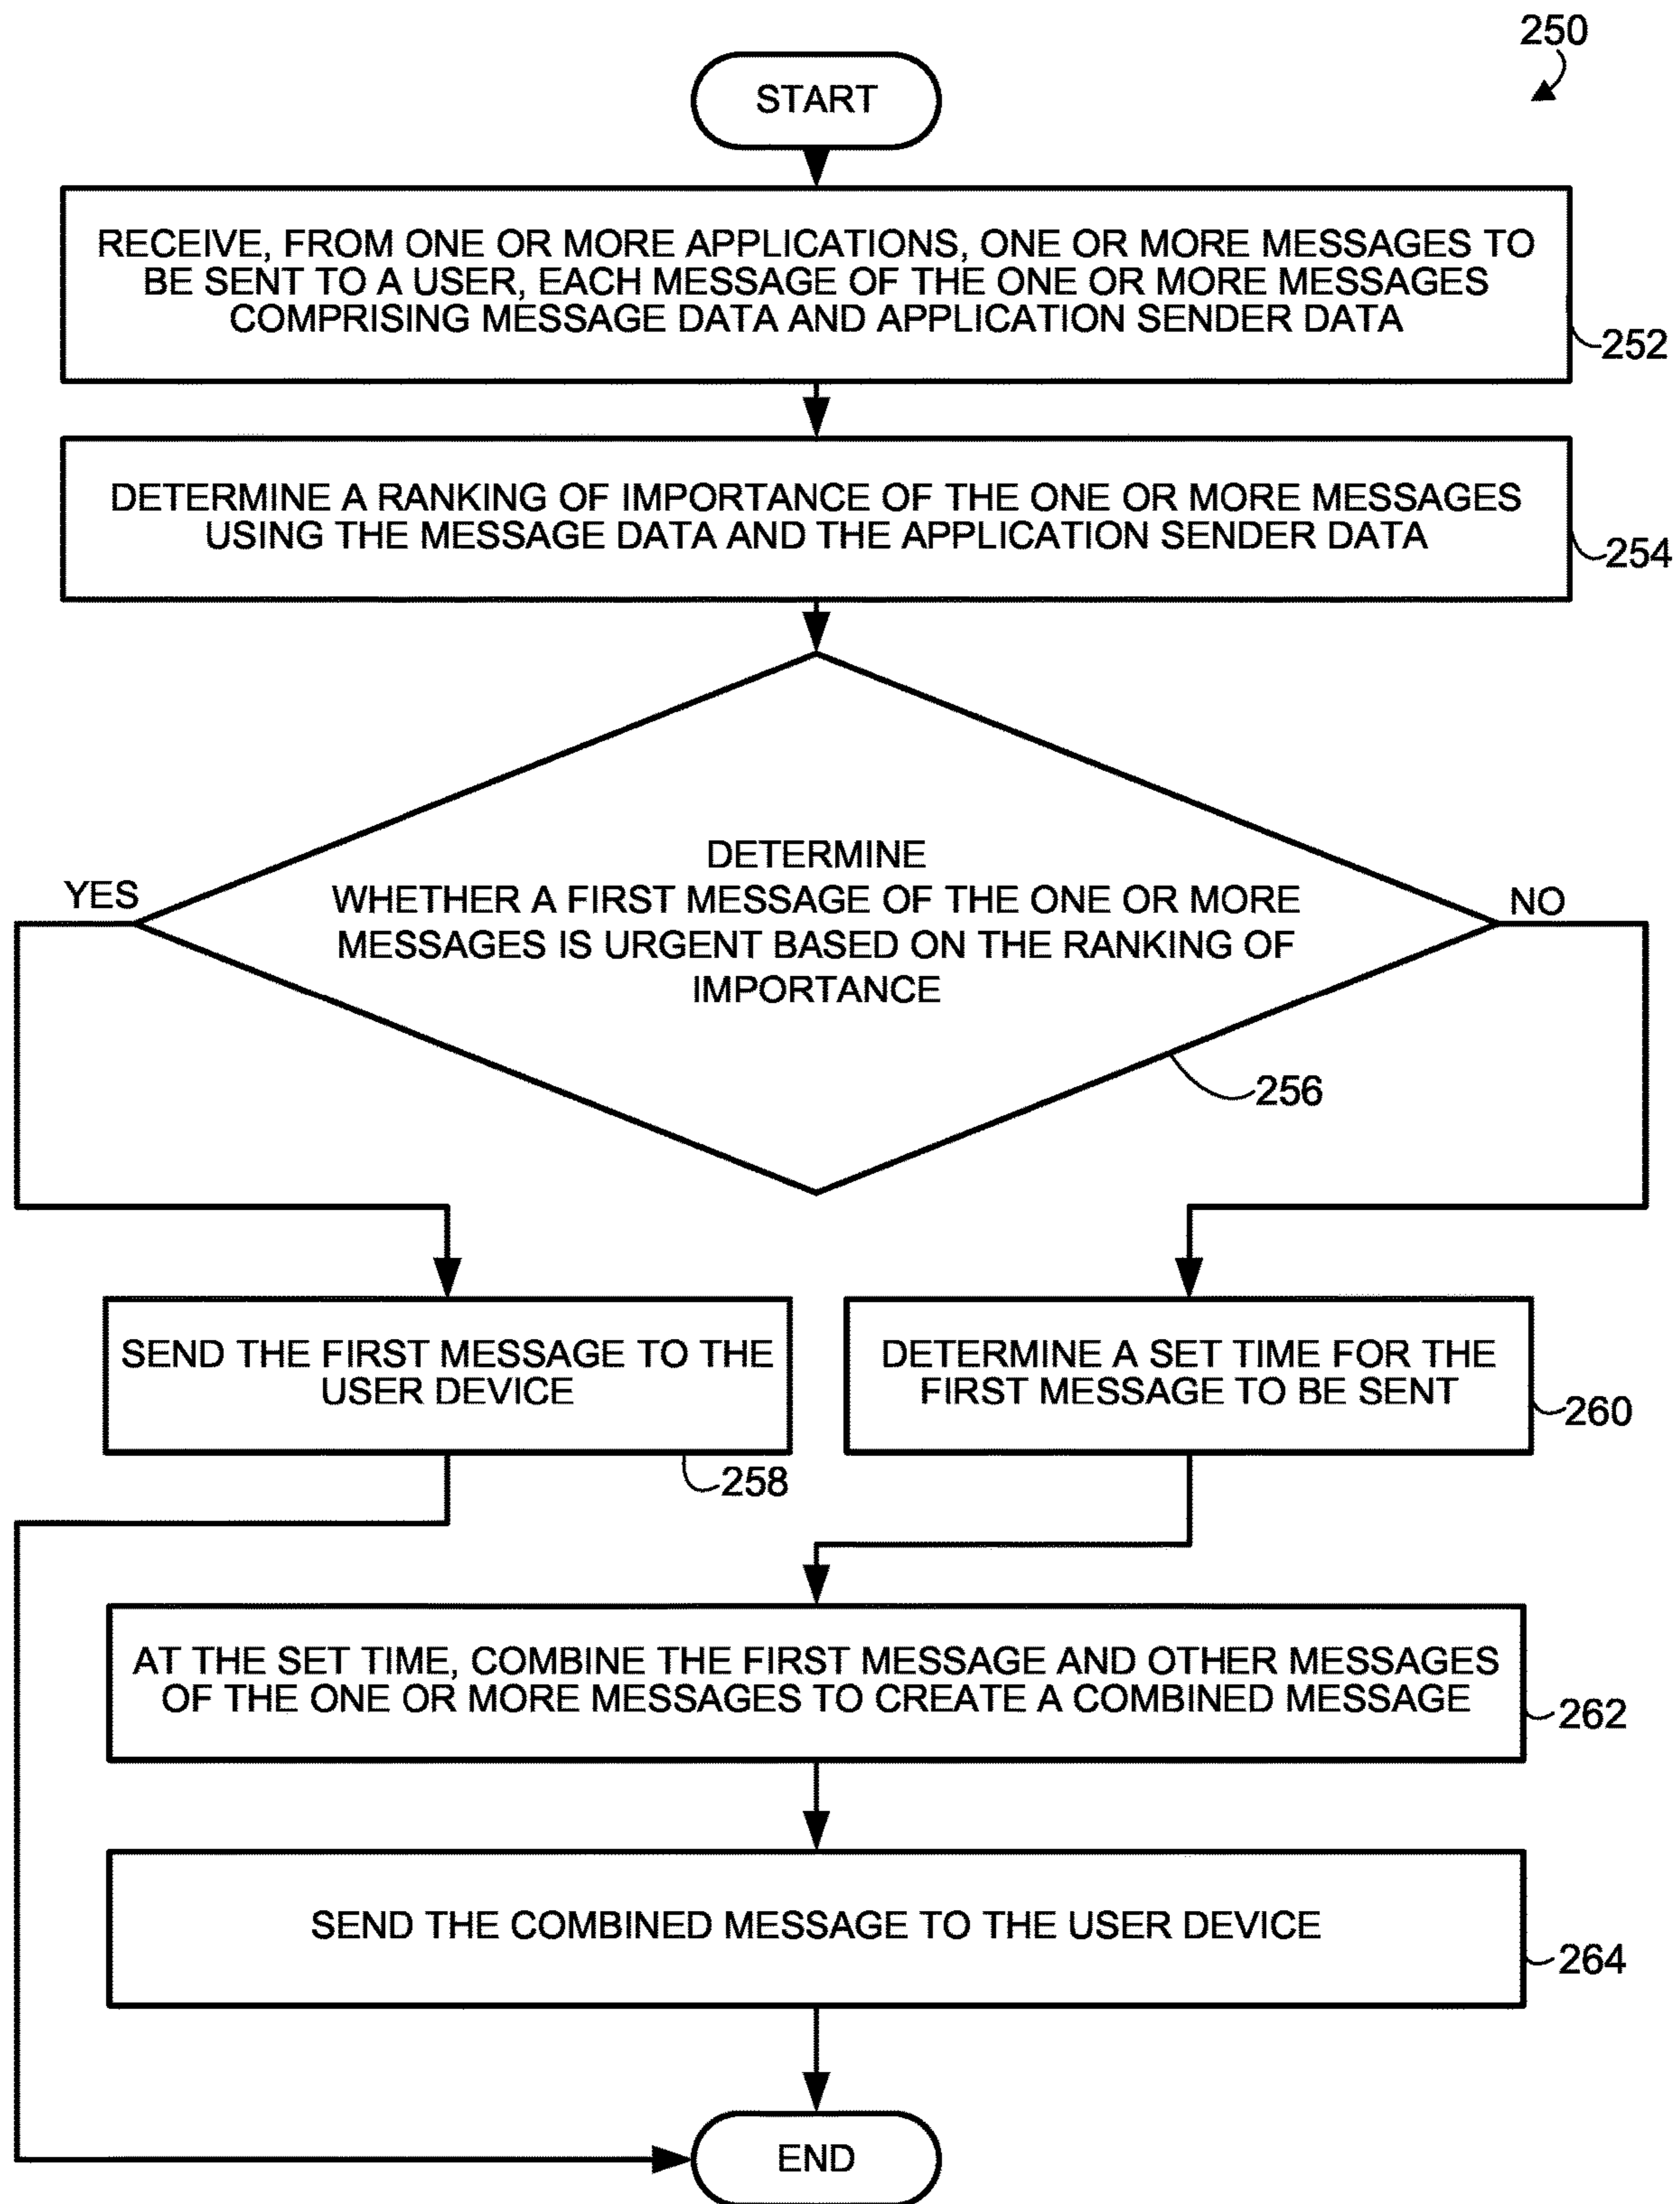 250
START
RECEIVE, FROM ONE OR MORE APPLICATIONS, ONE OR MORE MESSAGES TO
BE SENT TO A USER, EACH MESSAGE OF THE ONE OR MORE MESSAGES
COMPRISING MESSAGE DATA AND APPLICATION SENDER DATA
252
DETERMINE A RANKING OF IMPORTANCE OF THE ONE OR MORE MESSAGES
USING THE MESSAGE DATA AND THE APPLICATION SENDER DATA
254
DETERMINE
WHETHER A FIRST MESSAGE OF THE ONE OR MORE
MESSAGES IS URGENT BASED ON THE RANKING OF
IMPORTANCE
YES
NO
256
SEND THE FIRST MESSAGE TO THE
USER DEVICE
258
DETERMINE A SET TIME FOR THE
FIRST MESSAGE TO BE SENT
260
AT THE SET TIME, COMBINE THE FIRST MESSAGE AND OTHER MESSAGES
OF THE ONE OR MORE MESSAGES TO CREATE A COMBINED MESSAGE
262
SEND THE COMBINED MESSAGE TO THE USER DEVICE
264
END